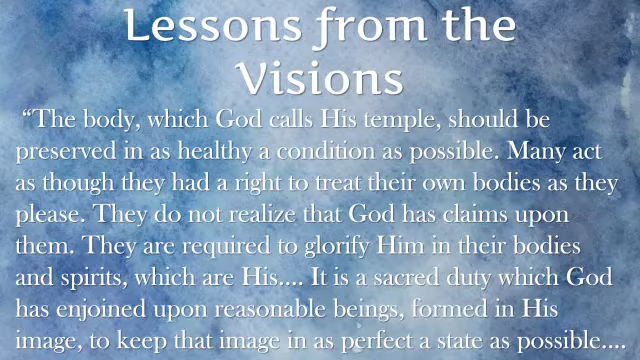 Lessons from the
Visions
“The body, which God calls His temple, should be
preserved in as healthy a condition as possible. Many act
as though they had a right to treat their own bodies as they
please. They do not realize that God has claims upon
them. They are required to glorify Him in their bodies
and spirits, which are His.... It is a sacred duty which God
has enjoined upon reasonable beings, formed in His
image, to keep that image in as perfect a state as possible....